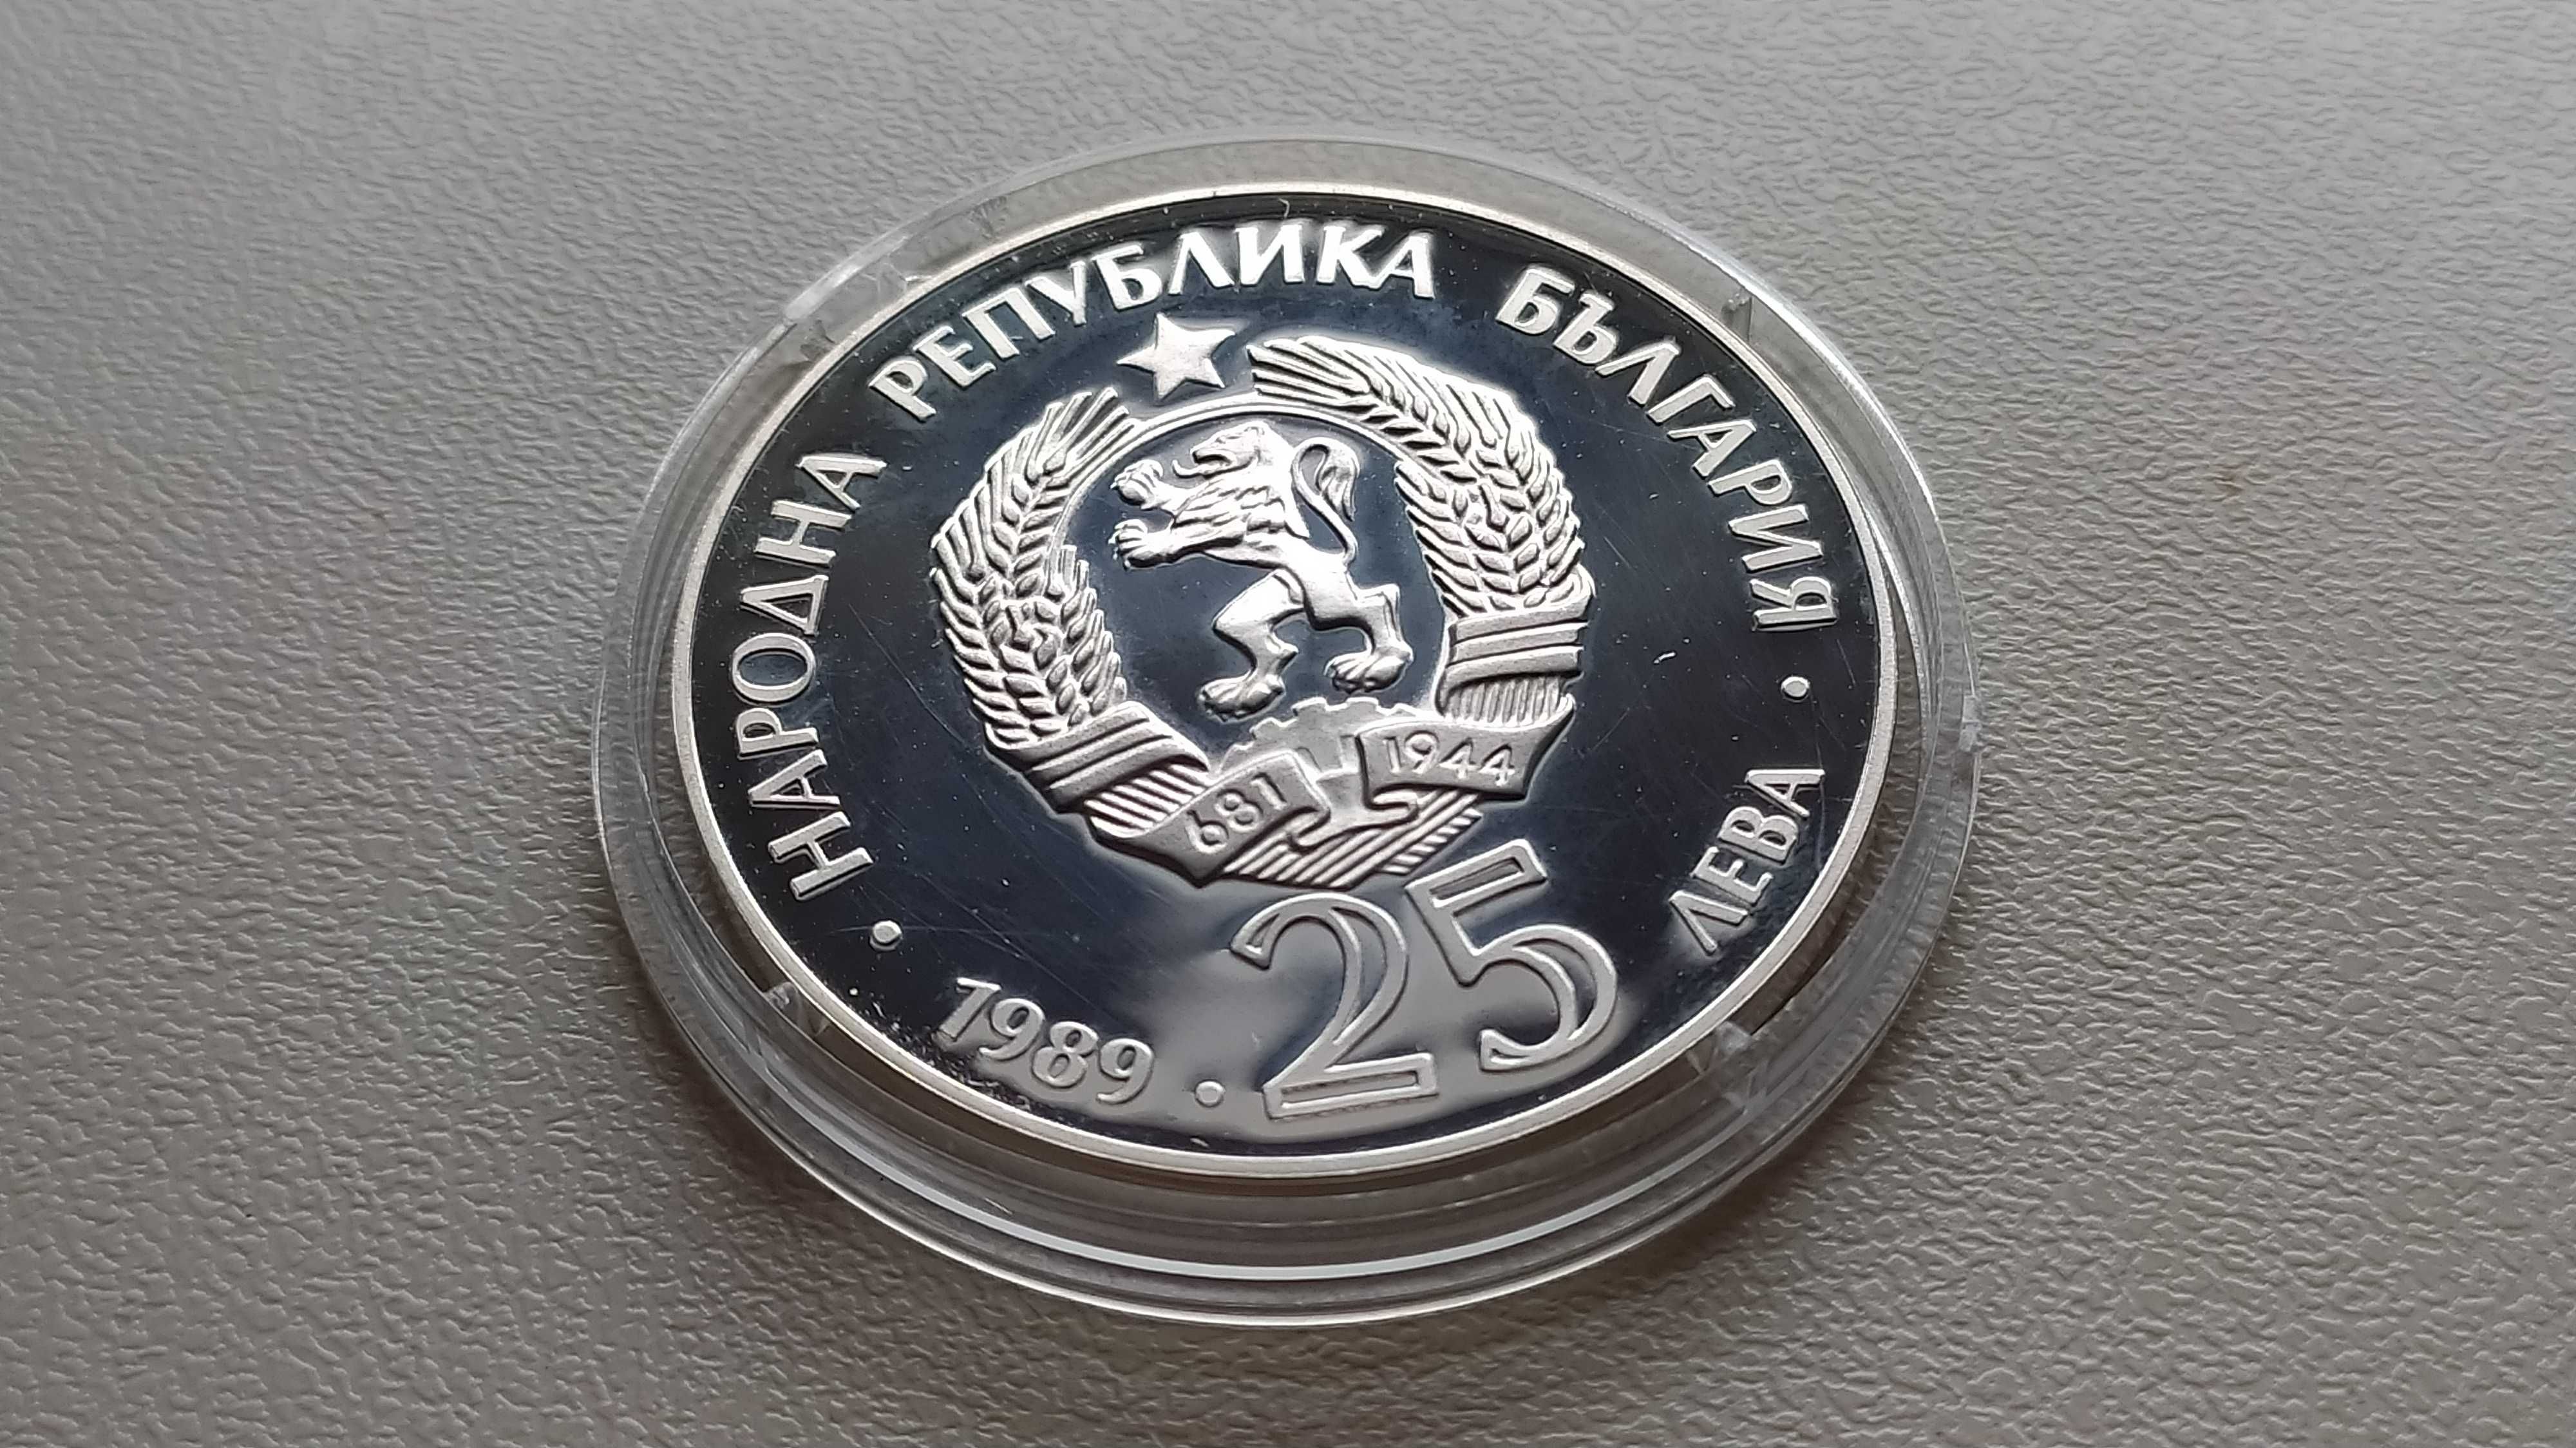 · НАРОДНА РЕПУБЛИКА БЪЛГАРИЯ ·
681 1944
1989 · 25 ЛЕВА